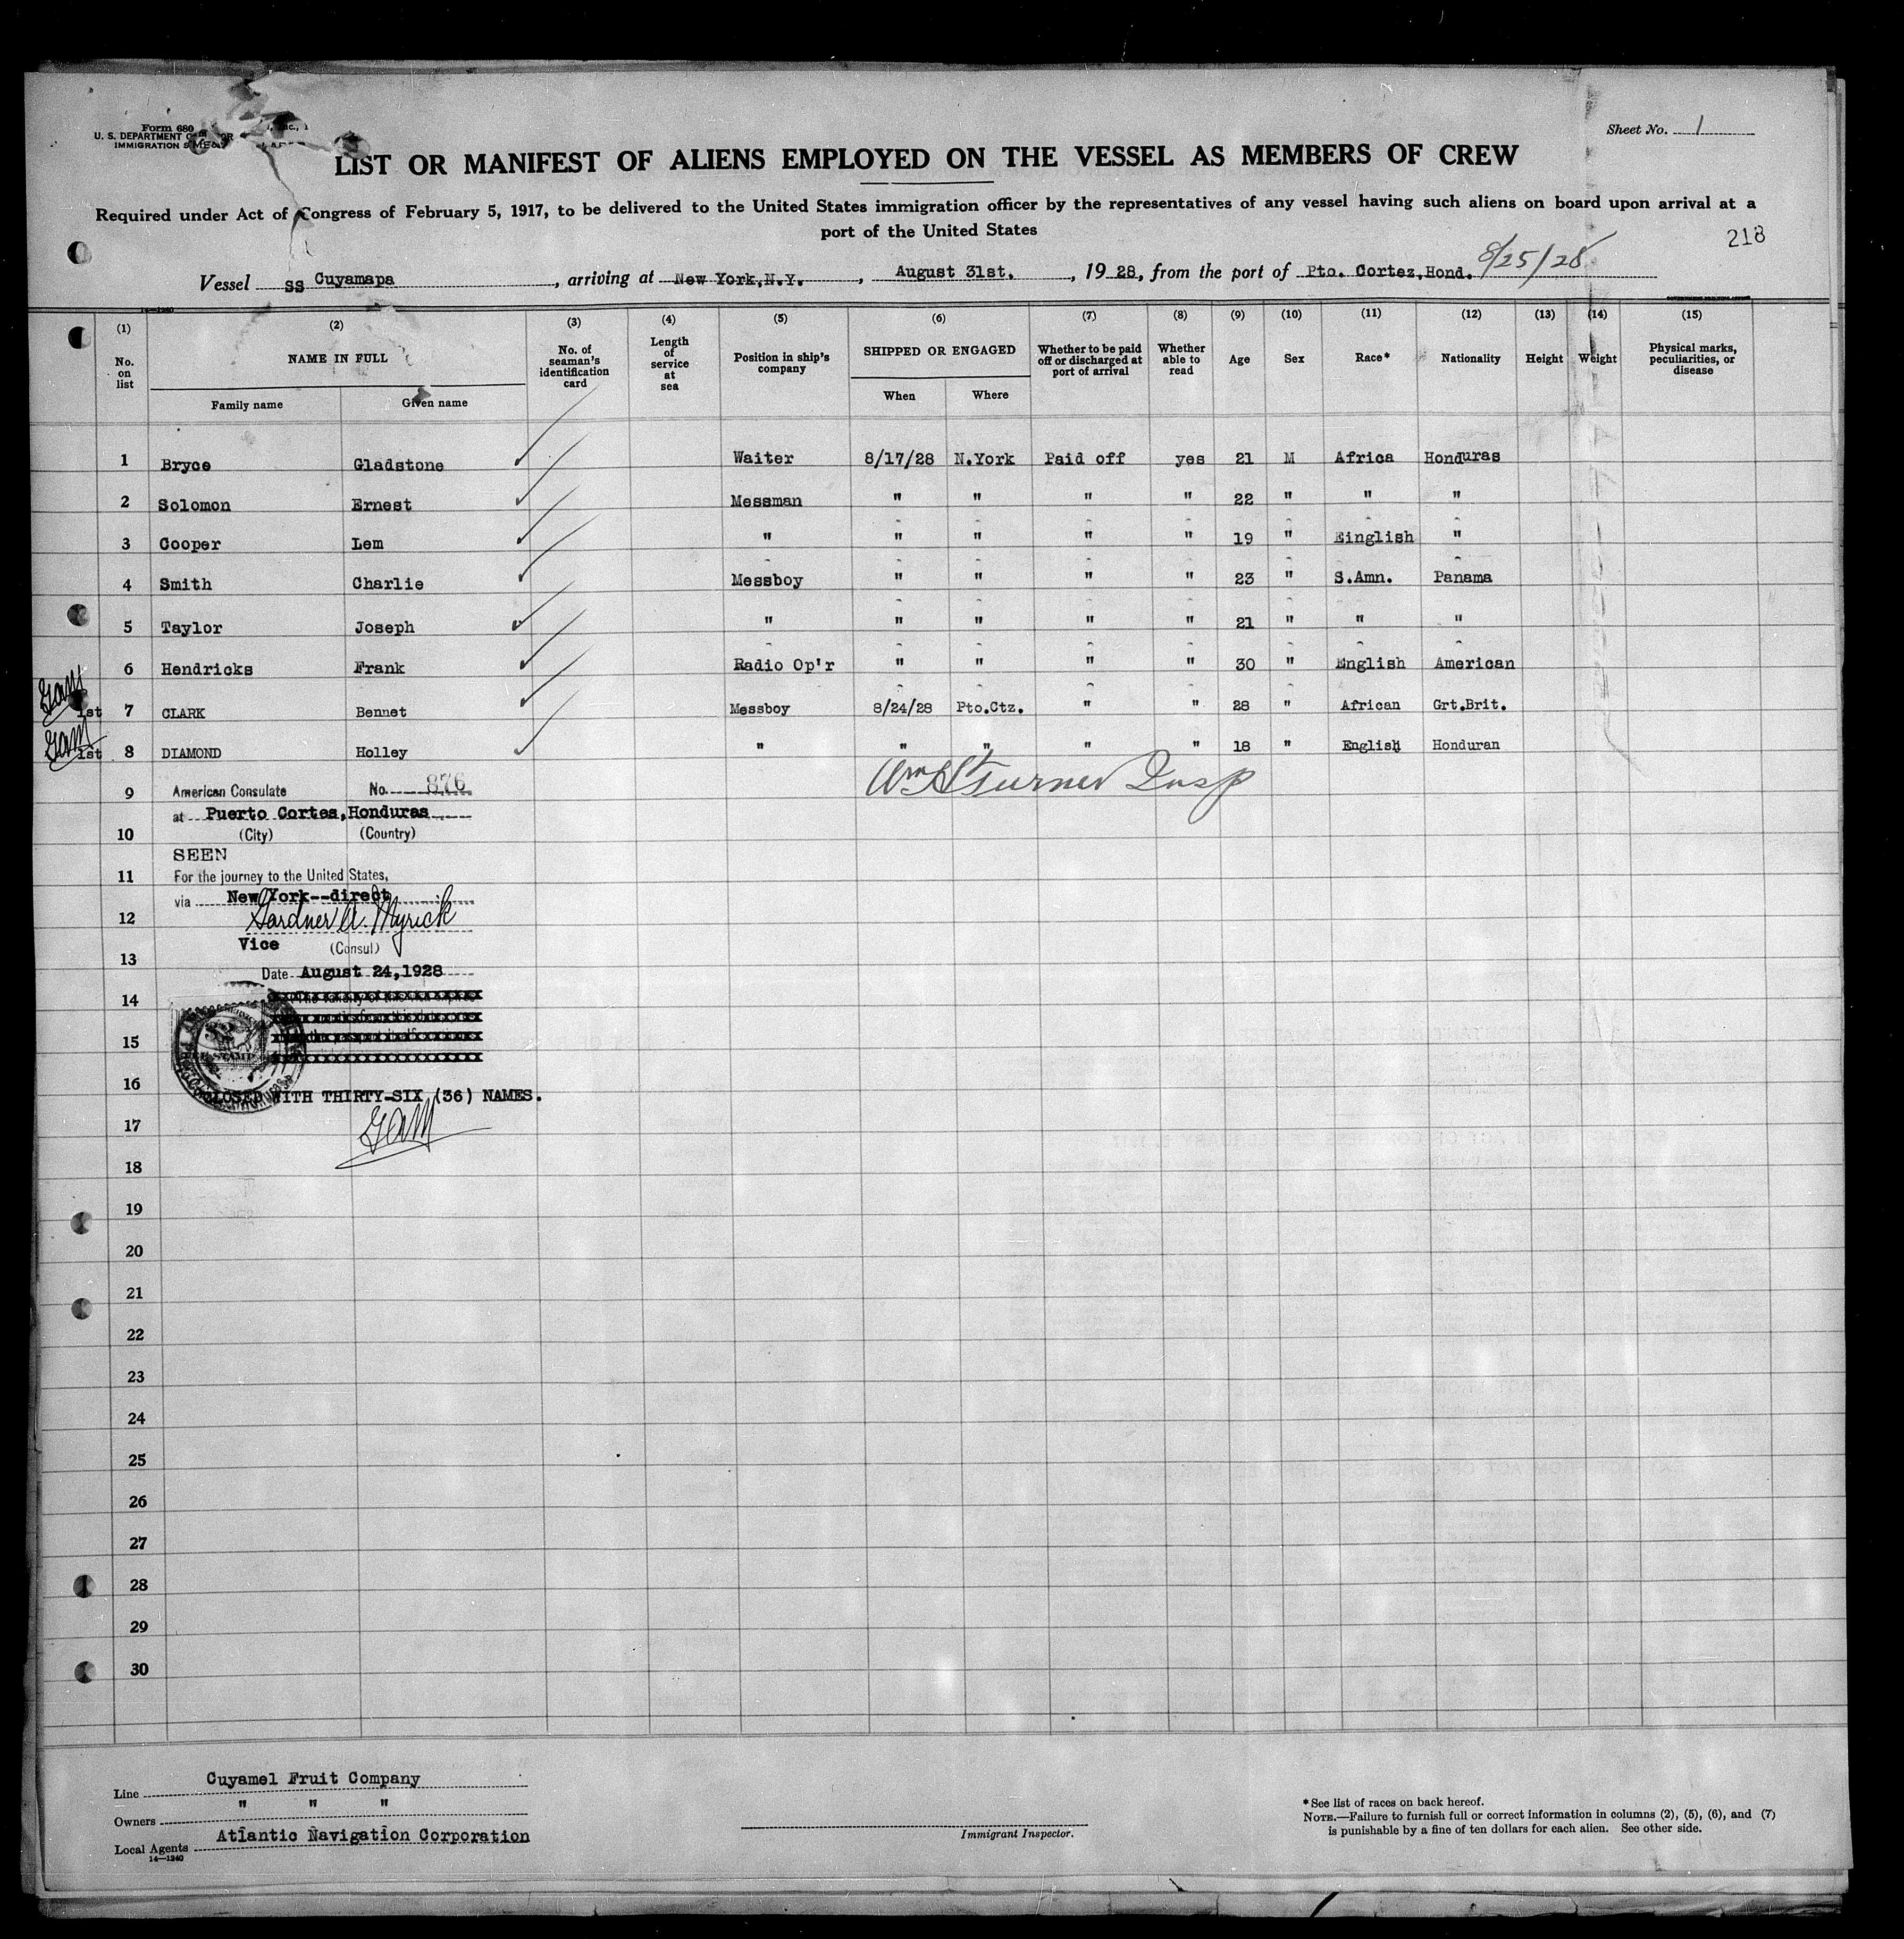 Form 680
U. S. DEPARTMENT
IMMIGRATION
Sheet No. 1
LIST OR MANIFEST OF ALIENS EMPLOYED ON THE VESSEL AS MEMBERS OF CREW
Required under Act of Congress of February 5, 1917, to be delivered to the United States immigration officer by the representatives of any vessel having such aliens on board upon arrival at a
port of the United States
218
Vessel SS Cuyamapa, arriving at New York, N.Y., August 31st., 1928, from the port of Pto. Cortez, Hond. 8/25/28
14—1240
(1) (2) (3) (4) (5) (6) (7) (8) (9) (10) (11) (12) (13) (14) (15)
No. on list NAME IN FULL No. of seaman's identification card Length of service at sea Position in ship's company SHIPPED OR ENGAGED Whether to be paid off or discharged at port of arrival Whether able to read Age Sex Race* Nationality Height Weight Physical marks, peculiarities, or disease
Family name Given name When Where
1 Bryce Gladstone Waiter 8/17/28 N.York Paid off yes 21 M Africa Honduras
2 Solomon Ernest Messman " " " " 22 " " "
3 Cooper Lem " " " " " 19 " Einglish "
4 Smith Charlie Messboy " " " " 23 " S.Amn. Panama
5 Taylor Joseph " " " " " 21 " " "
6 Hendricks Frank Radio Op'r " " " " 30 " English American
GAM 1st 7 CLARK Bennet Messboy 8/24/28 Pto.Ctz. " " 28 " African Grt.Brit.
GAM 1st 8 DIAMOND Holley " " " " " 18 " English Honduran
Wm H Turner Insp
9 American Consulate No. 876
at Puerto Cortes, Honduras
10 (City) (Country)
SEEN
11 For the journey to the United States,
via New York--direct
12 Gardner A. Myrick
Vice (Consul)
13
Date August 24, 1928
14
15
16
CLOSED WITH THIRTY-SIX (36) NAMES.
17 GAM
18
19
20
21
22
23
24
25
26
27
28
29
30
Line Cuyamel Fruit Company
Owners " " "
Local Agents Atlantic Navigation Corporation
14—1240
Immigrant Inspector.
*See list of races on back hereof.
NOTE.—Failure to furnish full or correct information in columns (2), (5), (6), and (7)
is punishable by a fine of ten dollars for each alien. See other side.